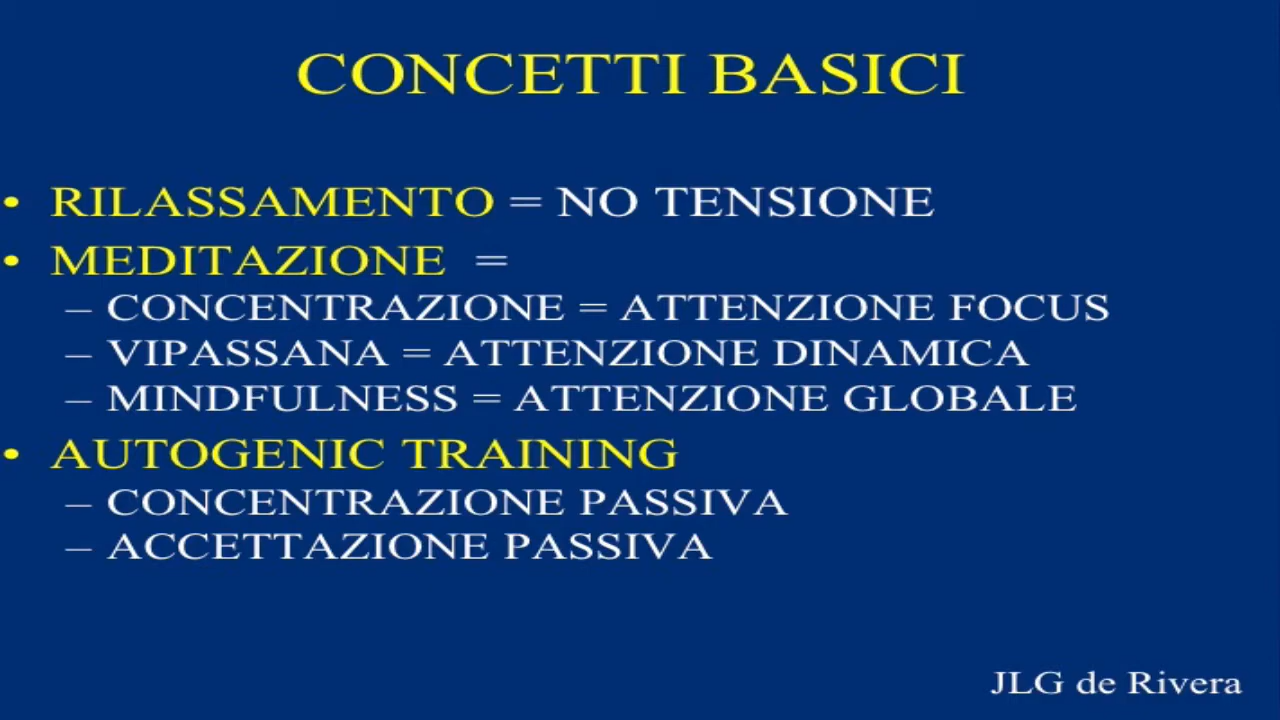 CONCETTI BASICI
• RILASSAMENTO = NO TENSIONE
• MEDITAZIONE =
– CONCENTRAZIONE = ATTENZIONE FOCUS
– VIPASSANA = ATTENZIONE DINAMICA
– MINDFULNESS = ATTENZIONE GLOBALE
• AUTOGENIC TRAINING
– CONCENTRAZIONE PASSIVA
– ACCETTAZIONE PASSIVA
JLG de Rivera